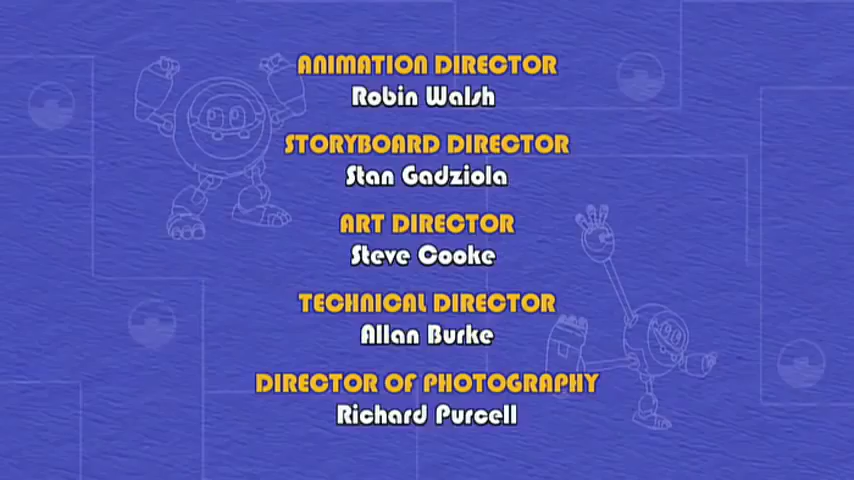 ANIMATION DIRECTOR
Robin Walsh
STORYBOARD DIRECTOR
Stan Gadziola
ART DIRECTOR
Steve Cooke
TECHNICAL DIRECTOR
Allan Burke
DIRECTOR OF PHOTOGRAPHY
Richard Purcell